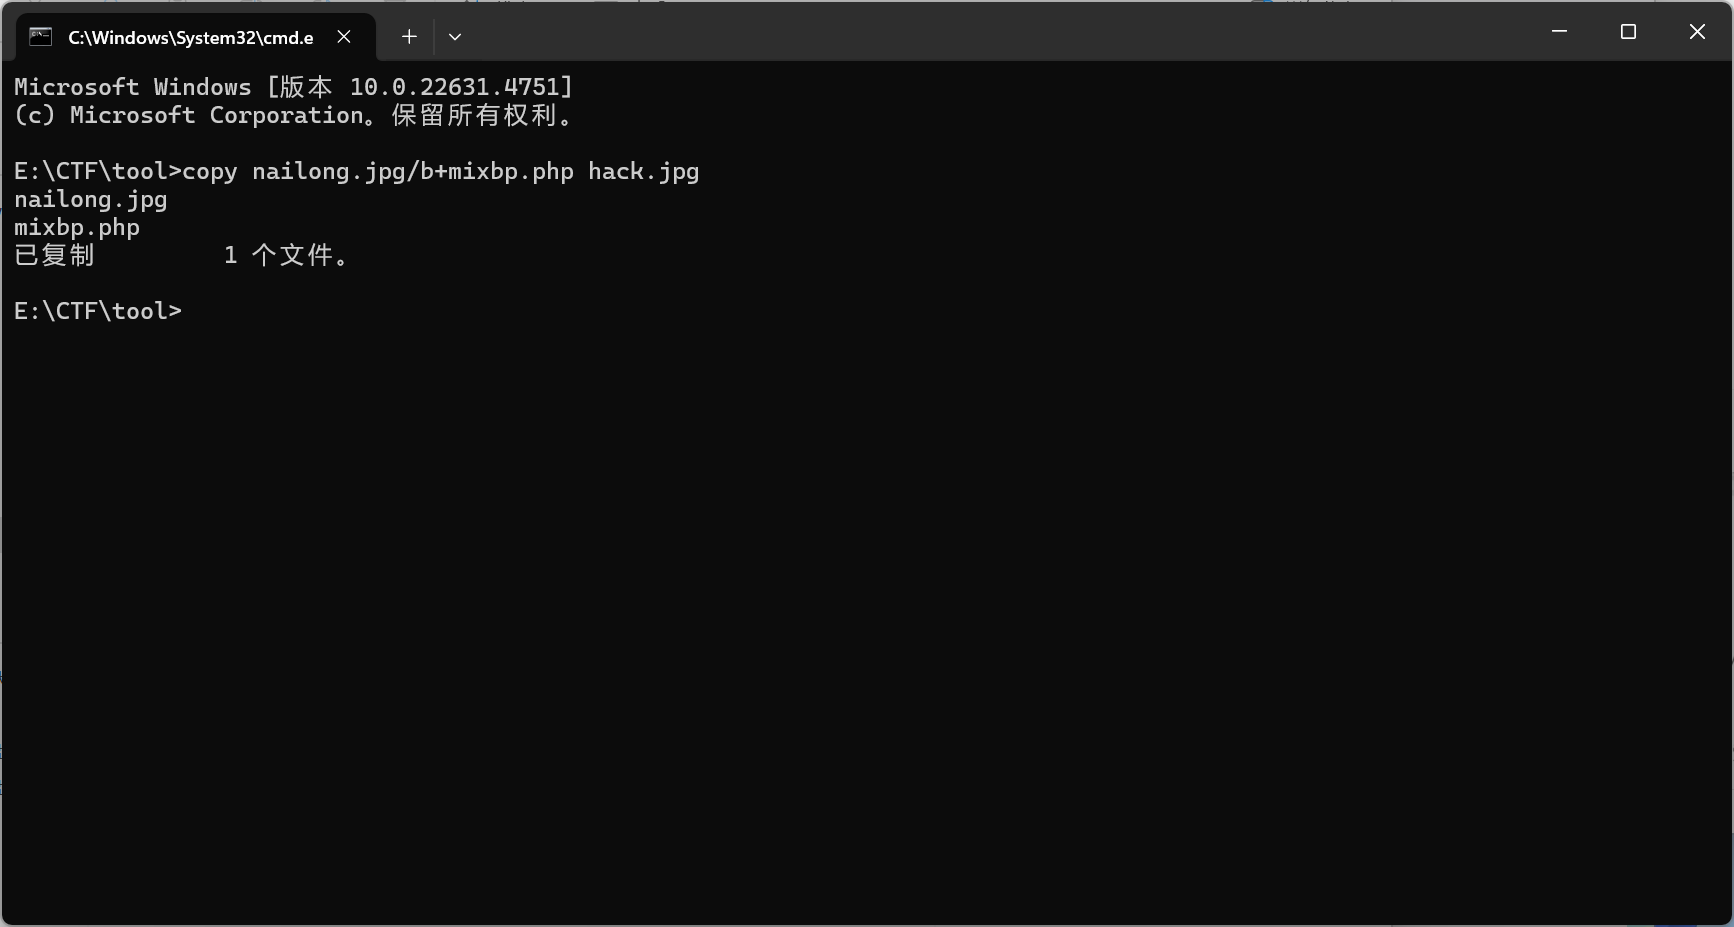 C:\Windows\System32\cmd.e
Microsoft Windows [版本 10.0.22631.4751]
(c) Microsoft Corporation。保留所有权利。
E:\CTF\tool>copy nailong.jpg/b+mixbp.php hack.jpg
nailong.jpg
mixbp.php
已复制         1 个文件。
E:\CTF\tool>